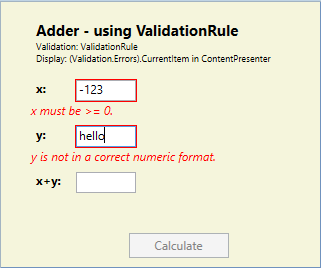 Adder - using ValidationRule
Validation: ValidationRule
Display: (Validation.Errors).CurrentItem in ContentPresenter
x: -123
x must be >= 0.
y: hello
y is not in a correct numeric format.
x+y:
Calculate